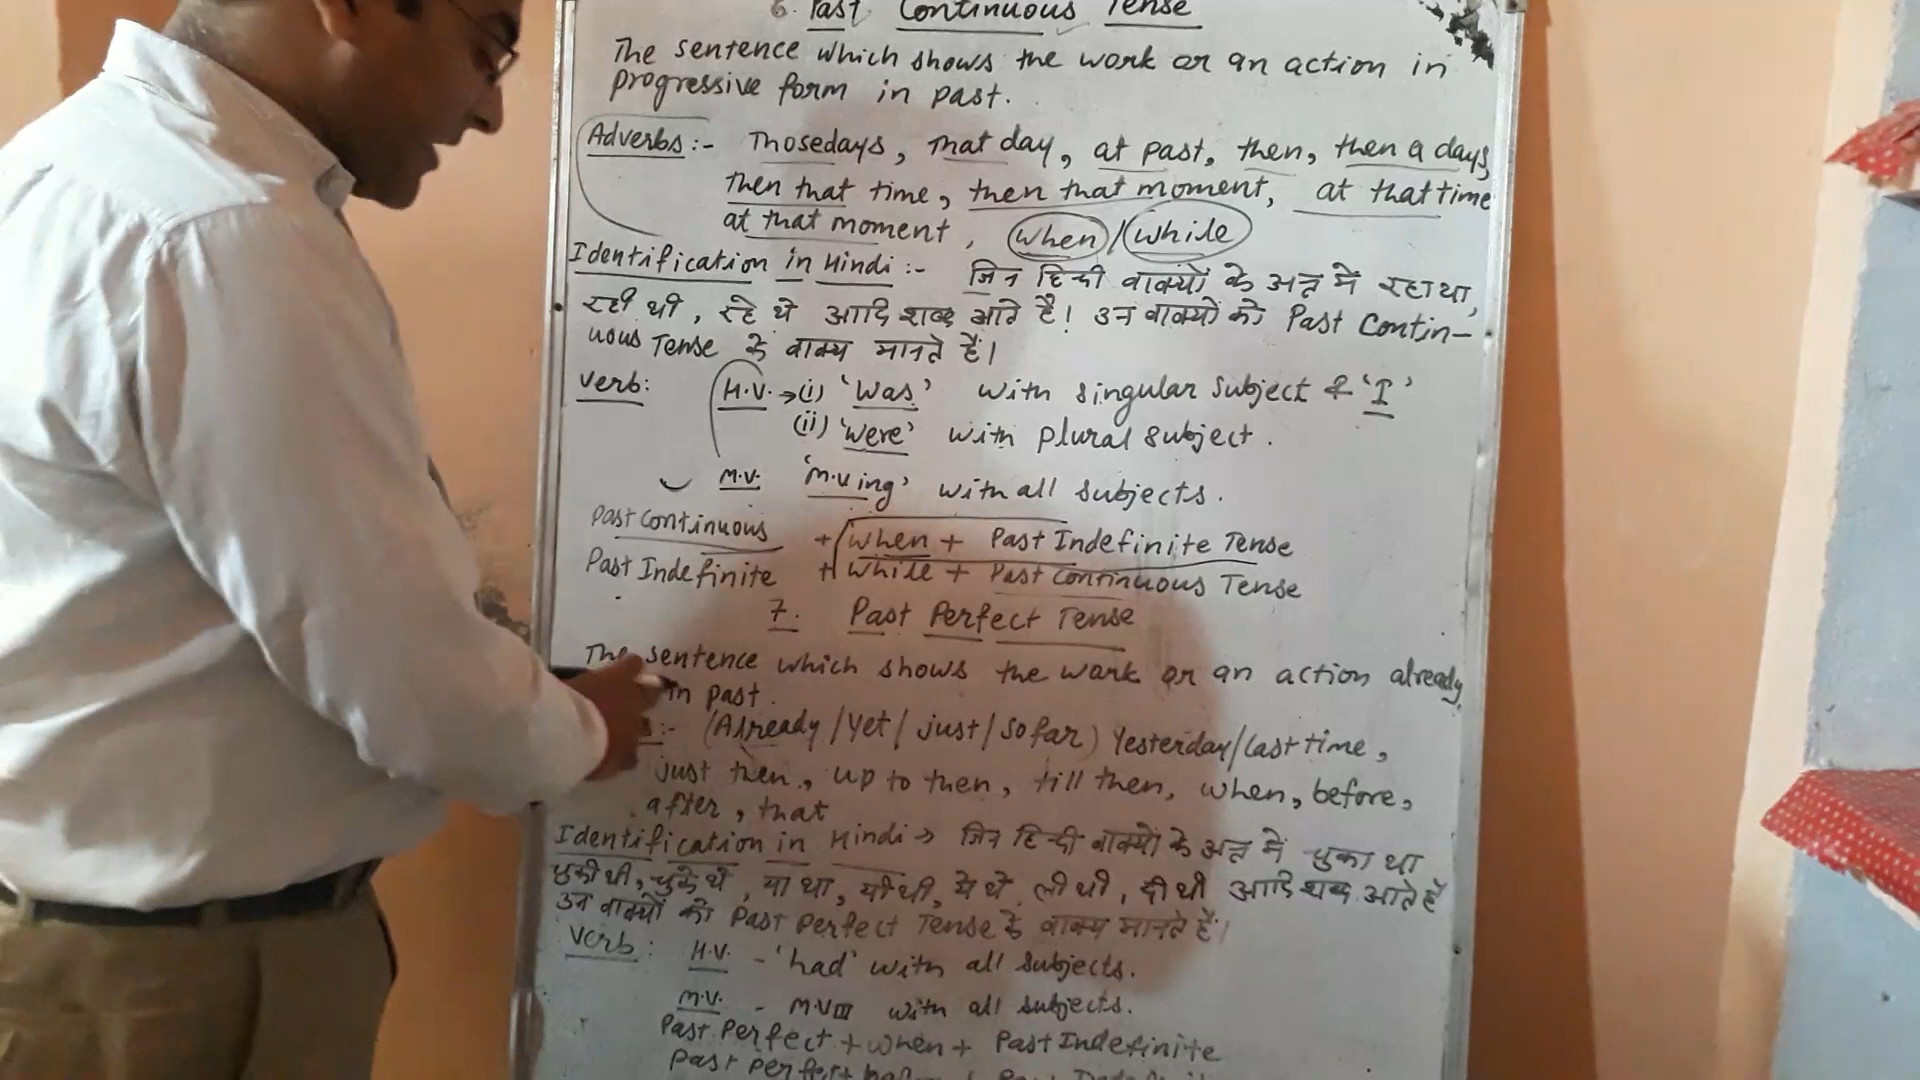 6. Past Continuous Tense
The sentence which shows the work or an action in
progressive form in past.
Adverbs:- Thosedays, That day, at past, then, then a days,
then that time, then that moment, at that time
at that moment, when/while
Identification in Hindi:- जिन हिन्दी वाक्यों के अन्त में रहा था,
रही थी, रहे थे आदि शब्द आते है। उन वाक्यों को Past Contin-
uous Tense के वाक्य मानते हैं।
Verb: H.V. → (i) 'Was' with singular subject & 'I'
(ii) 'were' with plural subject.
M.V. 'M.V ing' with all subjects.
Past Continuous + when + Past Indefinite Tense
Past Indefinite + while + Past Continuous Tense
7. Past Perfect Tense
The sentence which shows the work or an action already
in past.
:- (Already/Yet/just/so far) Yesterday/Last time,
just then, up to then, till then, when, before,
after, that
Identification in Hindi → जिन हिन्दी वाक्यों के अन्त में चुका था
चुकी थी, चुके थे, या था, यी थी, ये थे, ली थी, दी थी आदि शब्द आते हैं
उन वाक्यों को Past Perfect Tense के वाक्य मानते हैं।
Verb: H.V. - 'had' with all subjects.
M.V. - M.VIII with all subjects.
Past Perfect + when + Past Indefinite
Past Perfect